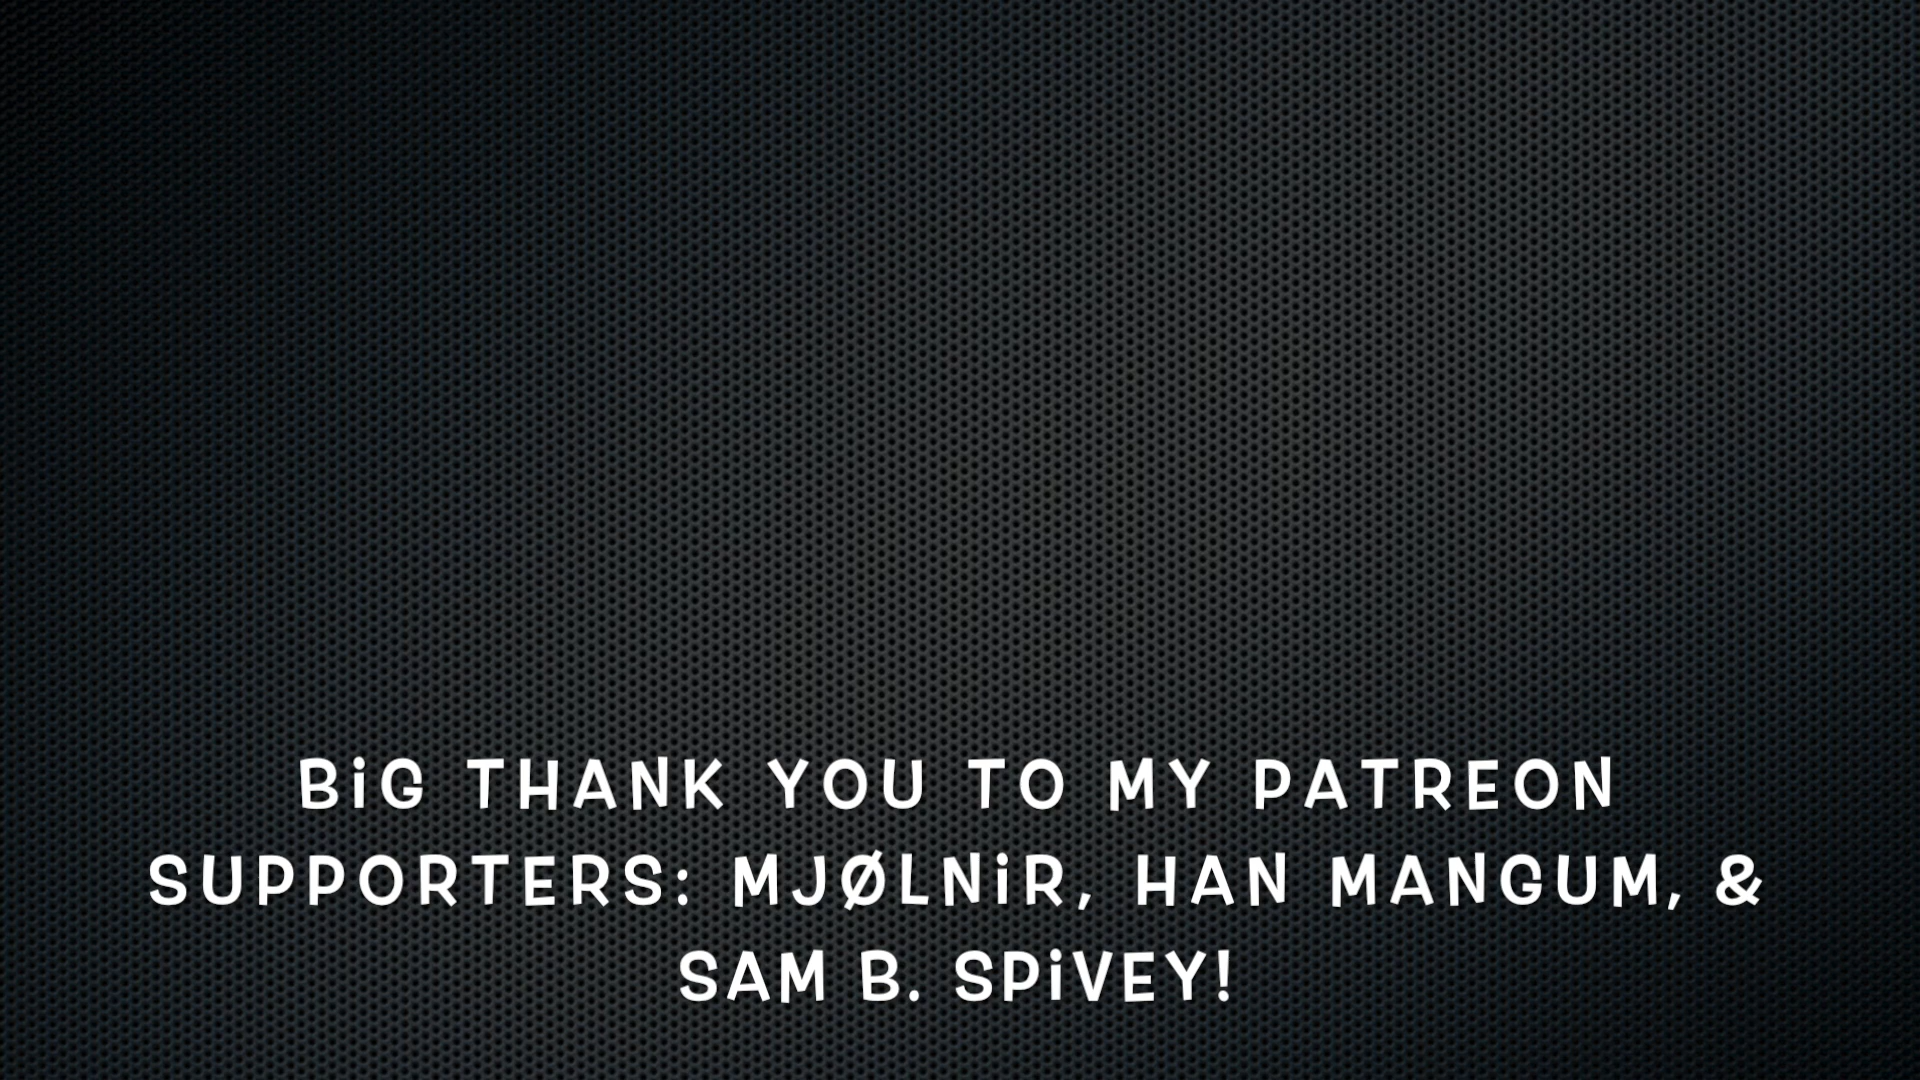 BiG THANK YOU TO MY PATREON
SUPPORTERS: MJØLNiR, HAN MANGUM, &
SAM B. SPiVEY!